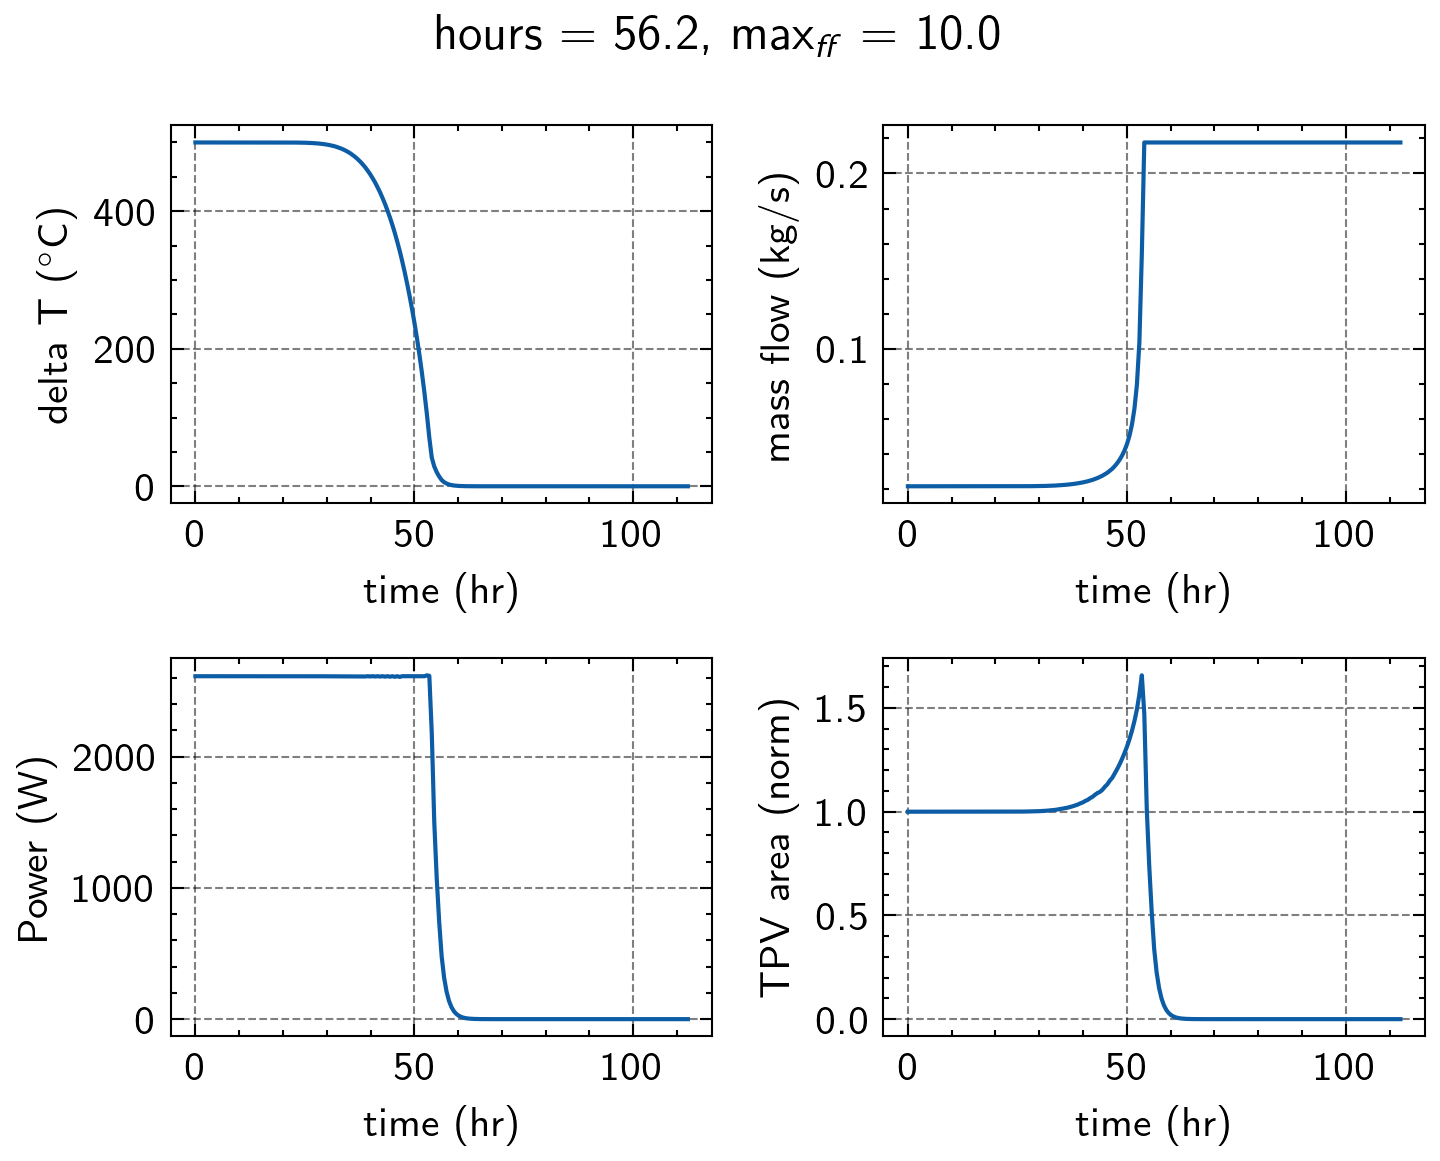 hours = 56.2, max_ff = 10.0
delta T (°C)
400
200
0
0 50 100
time (hr)
mass flow (kg/s)
0.2
0.1
0 50 100
time (hr)
Power (W)
2000
1000
0
0 50 100
time (hr)
TPV area (norm)
1.5
1.0
0.5
0.0
0 50 100
time (hr)